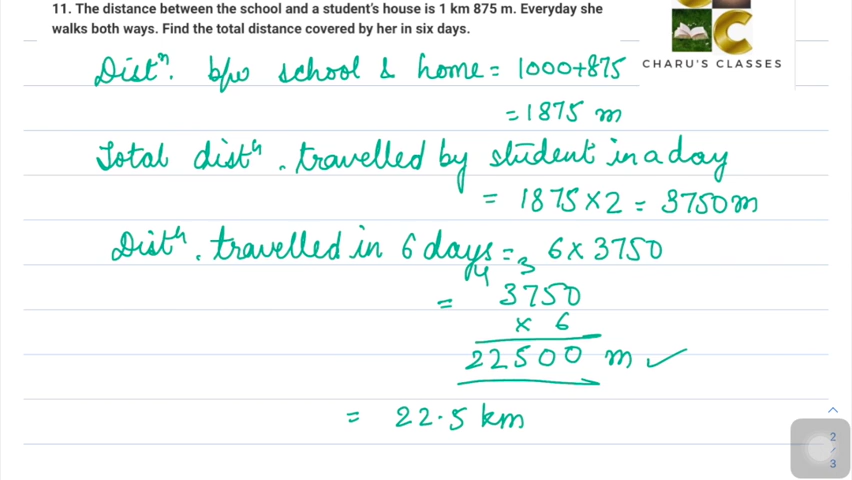 11. The distance between the school and a student's house is 1 km 875 m. Everyday she
walks both ways. Find the total distance covered by her in six days.
CHARU'S CLASSES
Distⁿ. b/w school & home = 1000+875
= 1875 m
Total distⁿ. travelled by student in a day
= 1875 × 2 = 3750 m
Distⁿ. travelled in 6 days = 6 × 3750
4 3
= 3750
× 6
22500 m ✓
= 22.5 km
2
3